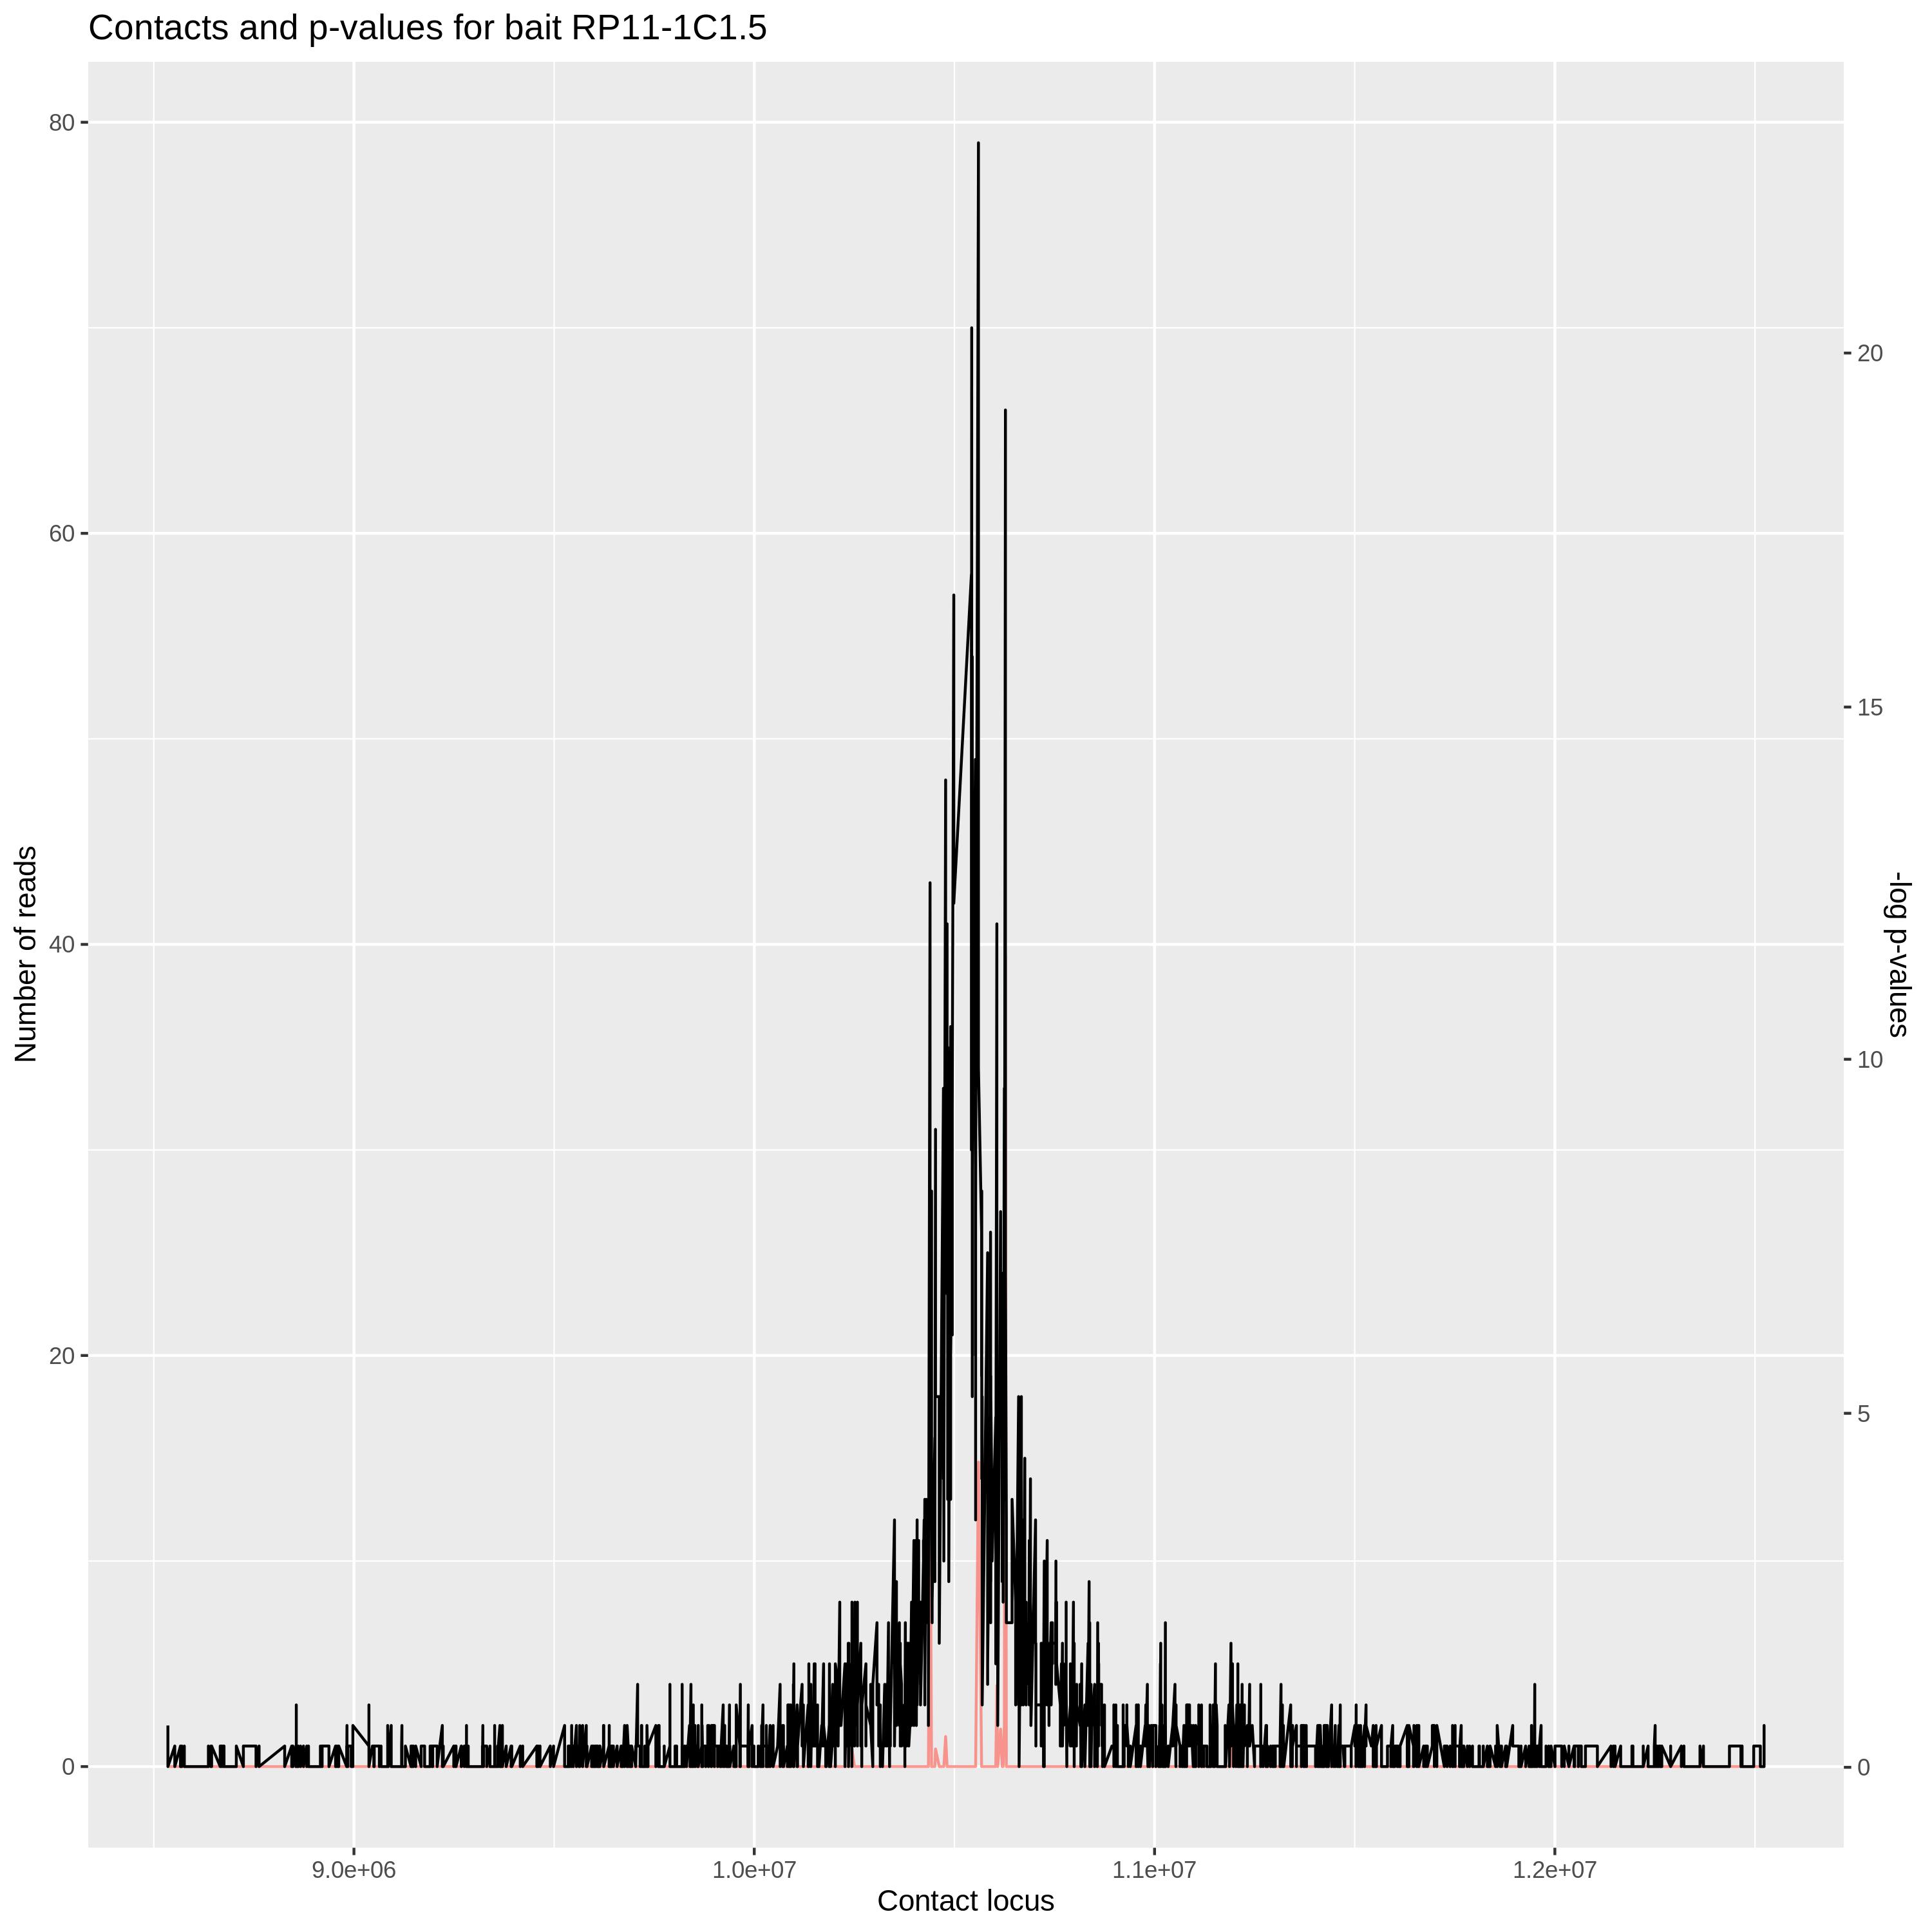 Contacts and p-values for bait RP11-1C1.5
80
60
40
20
0
Number of reads
20
15
10
5
0
-log p-values
9.0e+06
1.0e+07
1.1e+07
1.2e+07
Contact locus